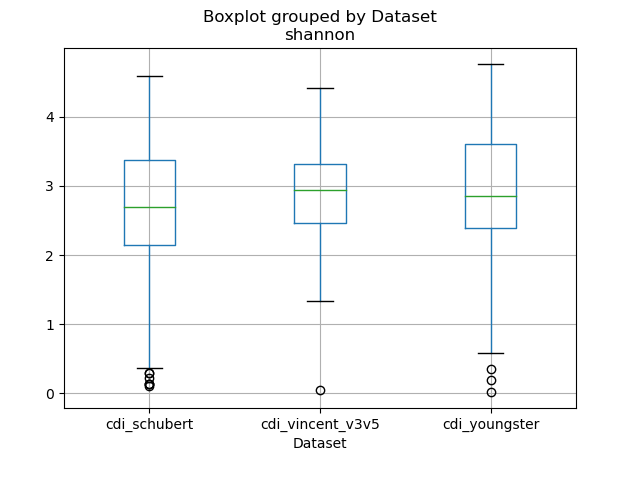 Boxplot grouped by Dataset
shannon
4
3
2
1
0
cdi_schubert
cdi_vincent_v3v5
cdi_youngster
Dataset